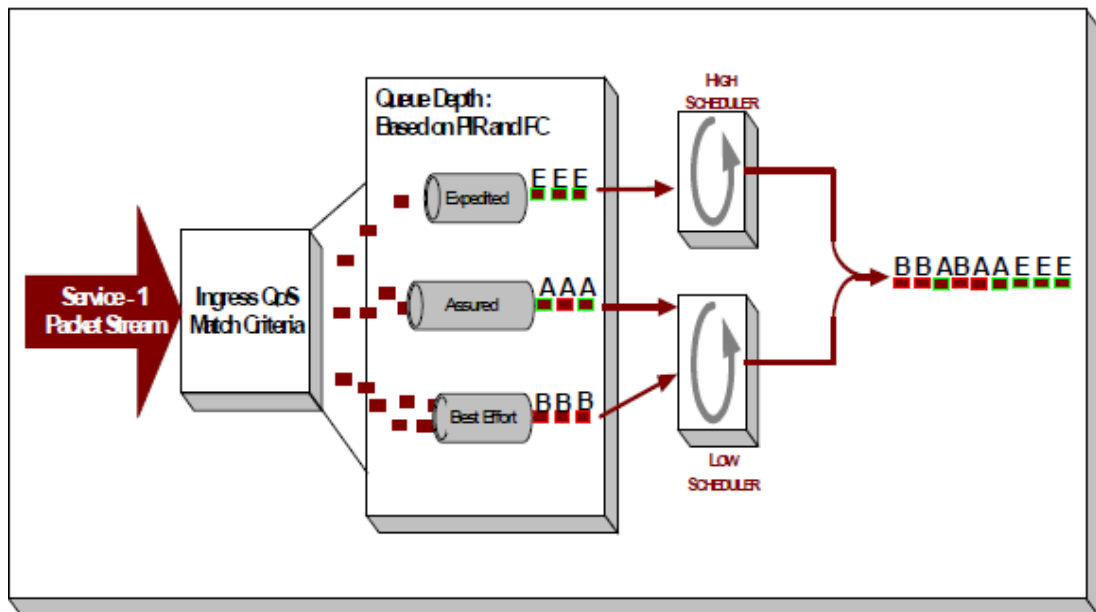 Queue Depth :
Based on PIR and FC
HIGH
SCHEDULER
E E E
Expedited
Service - 1
Packet Stream
Ingress QoS
Match Criteria
A A A
Assured
B B A B A A E E E
B B B
Best Effort
LOW
SCHEDULER